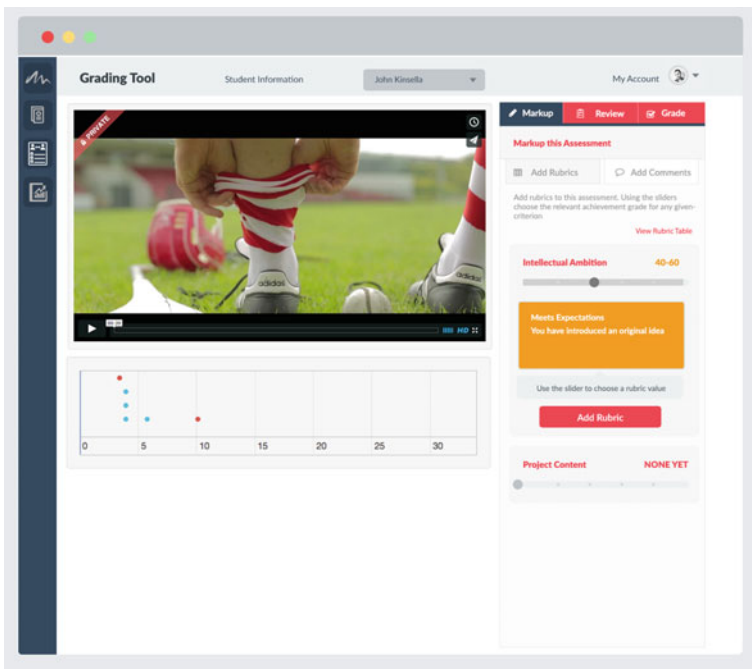 Grading Tool
Student Information
John Kinsella
My Account
PRIVATE
adidas
adidas
HD
0 5 10 15 20 25 30
Markup
Review
Grade
Markup this Assessment
Add Rubrics
Add Comments
Add rubrics to this assessment. Using the sliders
choose the relevant achievement grade for any given-
criterion
View Rubric Table
Intellectual Ambition 40-60
Meets Expectations
You have introduced an original idea
Use the slider to choose a rubric value
Add Rubric
Project Content NONE YET